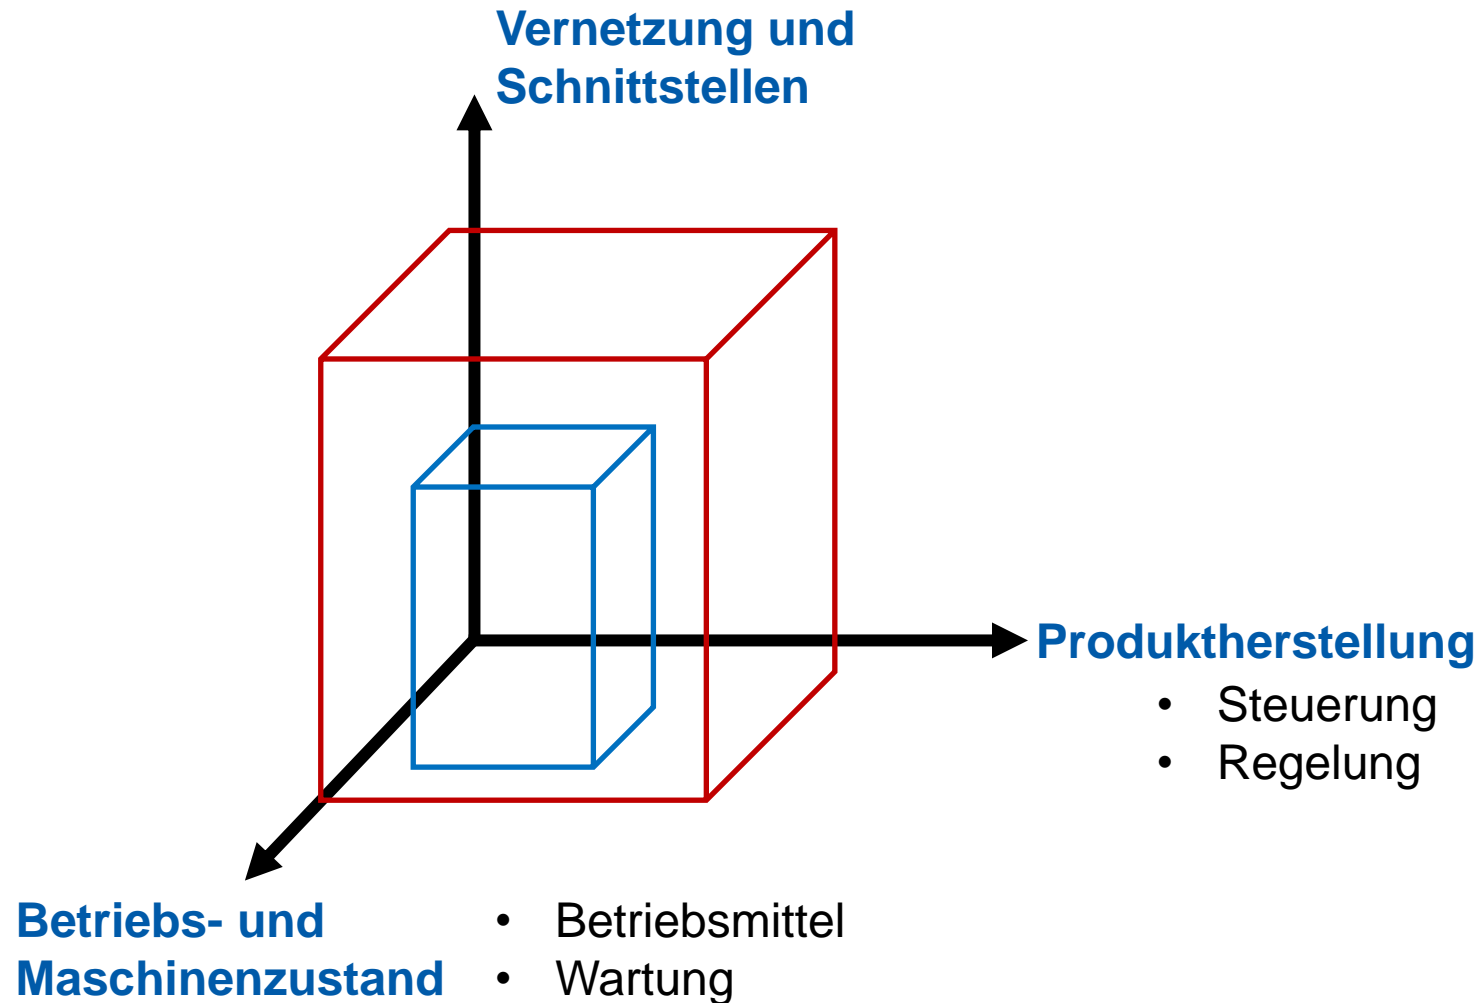 Vernetzung und
Schnittstellen
Produktherstellung
• Steuerung
• Regelung
Betriebs- und
Maschinenzustand
• Betriebsmittel
• Wartung